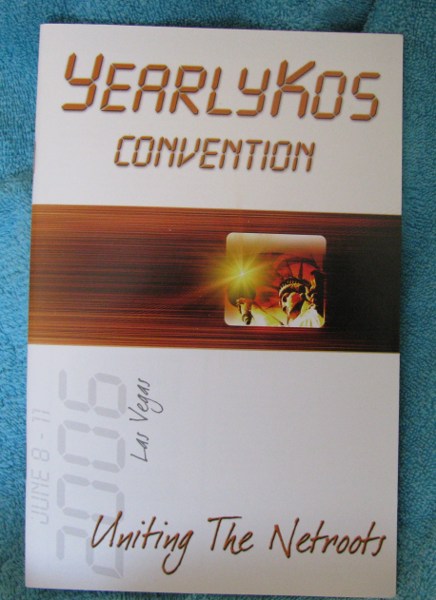 YEARLYKOS
CONVENTION
JUNE 8 - 11
2006
Las Vegas
Uniting The Netroots